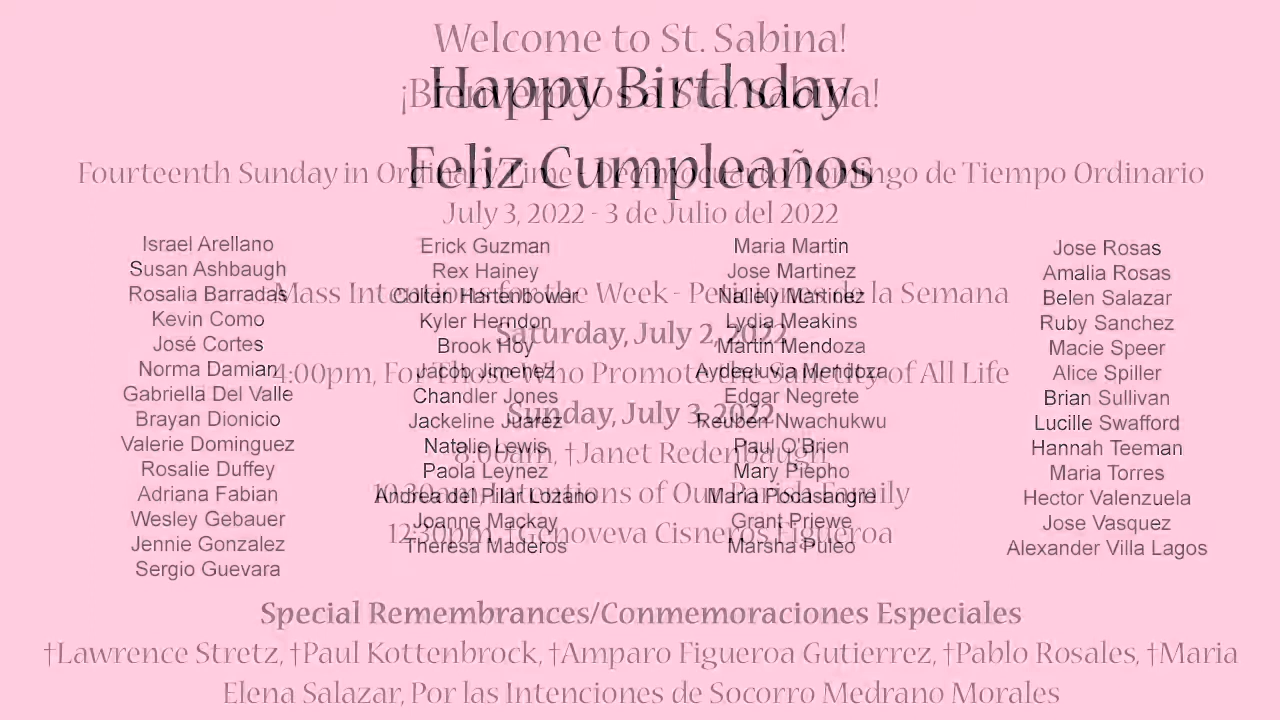 Welcome to St. Sabina!
¡Bienvenidos a Sta. Sabina!
Happy Birthday
Feliz Cumpleaños
Fourteenth Sunday in Ordinary Time - Décimo cuarto Domingo de Tiempo Ordinario
July 3, 2022 - 3 de Julio del 2022
Israel Arellano
Susan Ashbaugh
Rosalia Barradas
Kevin Como
José Cortes
Norma Damian
Gabriella Del Valle
Brayan Dionicio
Valerie Dominguez
Rosalie Duffey
Adriana Fabian
Wesley Gebauer
Jennie Gonzalez
Sergio Guevara
Erick Guzman
Rex Hainey
Colten Hartenbower
Kyler Herndon
Brook Hoy
Jacob Jimenez
Chandler Jones
Jackeline Juarez
Natalie Lewis
Paola Leynez
Andrea del Pilar Lozano
Joanne Mackay
Theresa Maderos
Maria Martin
Jose Martinez
Nallely Martinez
Lydia Meakins
Martin Mendoza
Aydeeluvia Mendoza
Edgar Negrete
Reuben Nwachukwu
Paul O'Brien
Mary Piepho
Maria Pocasangre
Grant Priewe
Marsha Puleo
Jose Rosas
Amalia Rosas
Belen Salazar
Ruby Sanchez
Macie Speer
Alice Spiller
Brian Sullivan
Lucille Swafford
Hannah Teeman
Maria Torres
Hector Valenzuela
Jose Vasquez
Alexander Villa Lagos
Mass Intentions for the Week - Peticiones de la Semana
Saturday, July 2, 2022
4:00pm, For Those Who Promote the Sanctity of All Life
Sunday, July 3, 2022
8:00am, †Janet Redenbaugh
10:30am, Intentions of Our Parish Family
12:30pm, †Genoveva Cisneros Figueroa
Special Remembrances/Conmemoraciones Especiales
†Lawrence Stretz, †Paul Kottenbrock, †Amparo Figueroa Gutierrez, †Pablo Rosales, †Maria
Elena Salazar, Por las Intenciones de Socorro Medrano Morales